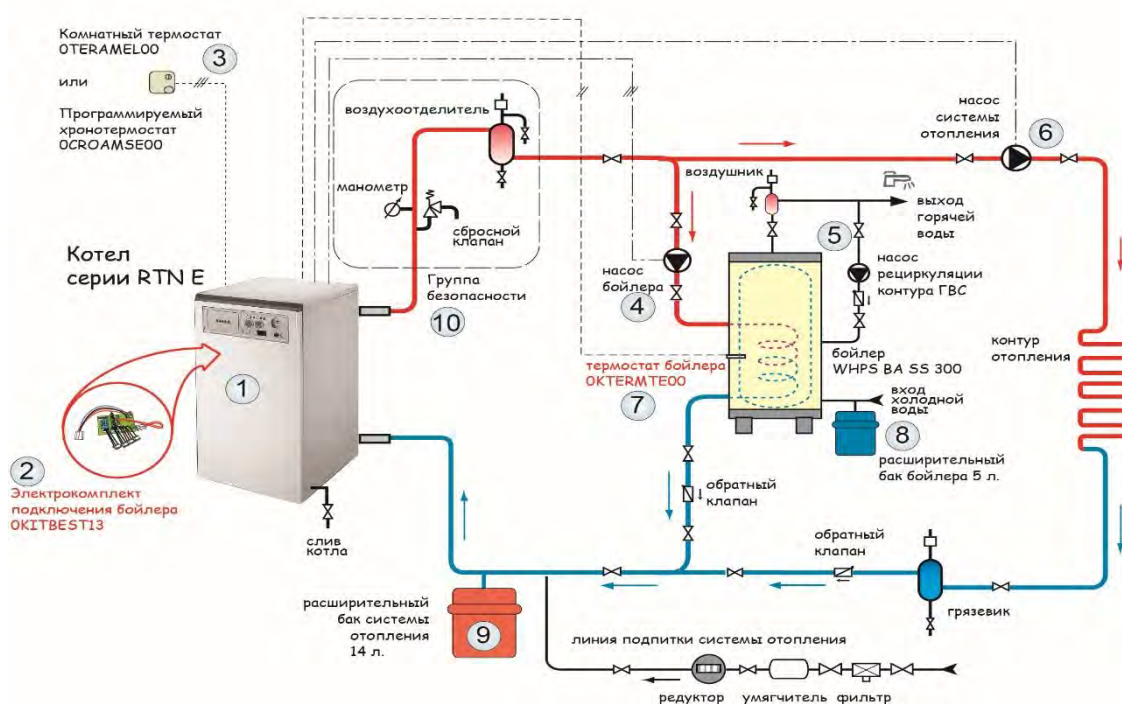 Комнатный термостат
0TERAMEL00
3
или
Программируемый
хронотермостат
0CROAMSE00
воздухоотделитель
манометр
сбросной
клапан
Группа
безопасности
10
Котел
серии RTN E
1
2
Электрокомплект
подключения бойлера
0KITBEST13
слив
котла
насос
системы
отопления
6
воздушник
выход
горячей
воды
5
насос
рециркуляции
контура ГВС
насос
бойлера
4
контур
отопления
бойлер
WHPS BA SS 300
термостат бойлера
0KTERMTE00
7
вход
холодной
воды
8
расширительный
бак бойлера 5 л.
обратный
клапан
обратный
клапан
грязевик
расширительный
бак системы
отопления
14 л.
9
линия подпитки системы отопления
редуктор
умягчитель
фильтр